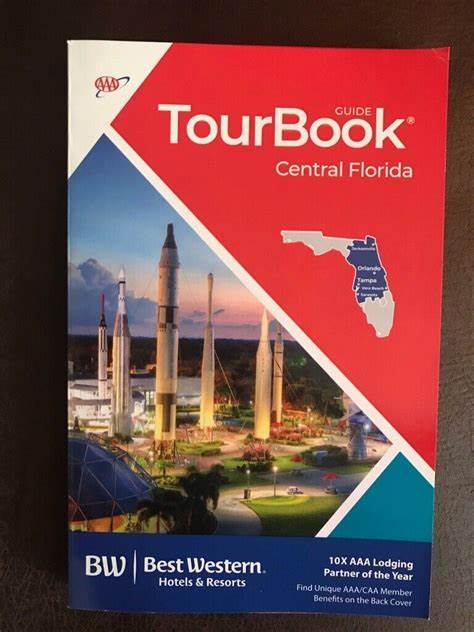 AAA
GUIDE
TourBook®
Central Florida
Jacksonville
Orlando
Tampa
Vero Beach
Sarasota
BW | Best Western®
Hotels & Resorts
10X AAA Lodging
Partner of the Year
Find Unique AAA/CAA Member
Benefits on the Back Cover